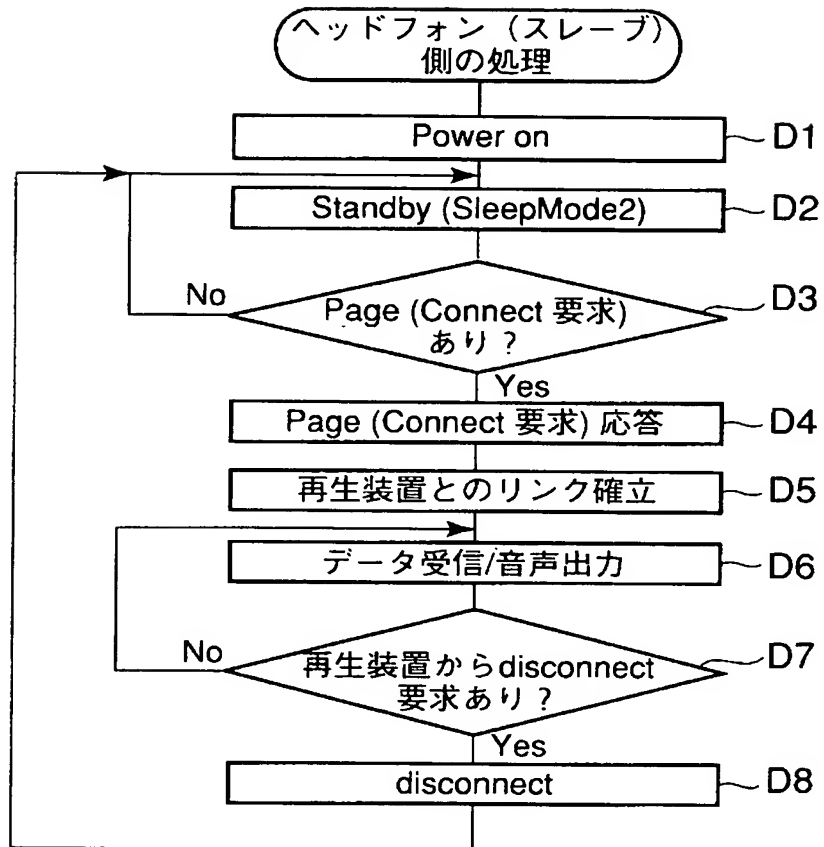 ヘッドフォン（スレーブ）
側の処理
Power on
D1
Standby (SleepMode2)
D2
No
Page (Connect 要求)
あり？
D3
Yes
Page (Connect 要求) 応答
D4
再生装置とのリンク確立
D5
データ受信/音声出力
D6
No
再生装置からdisconnect
要求あり？
D7
Yes
disconnect
D8